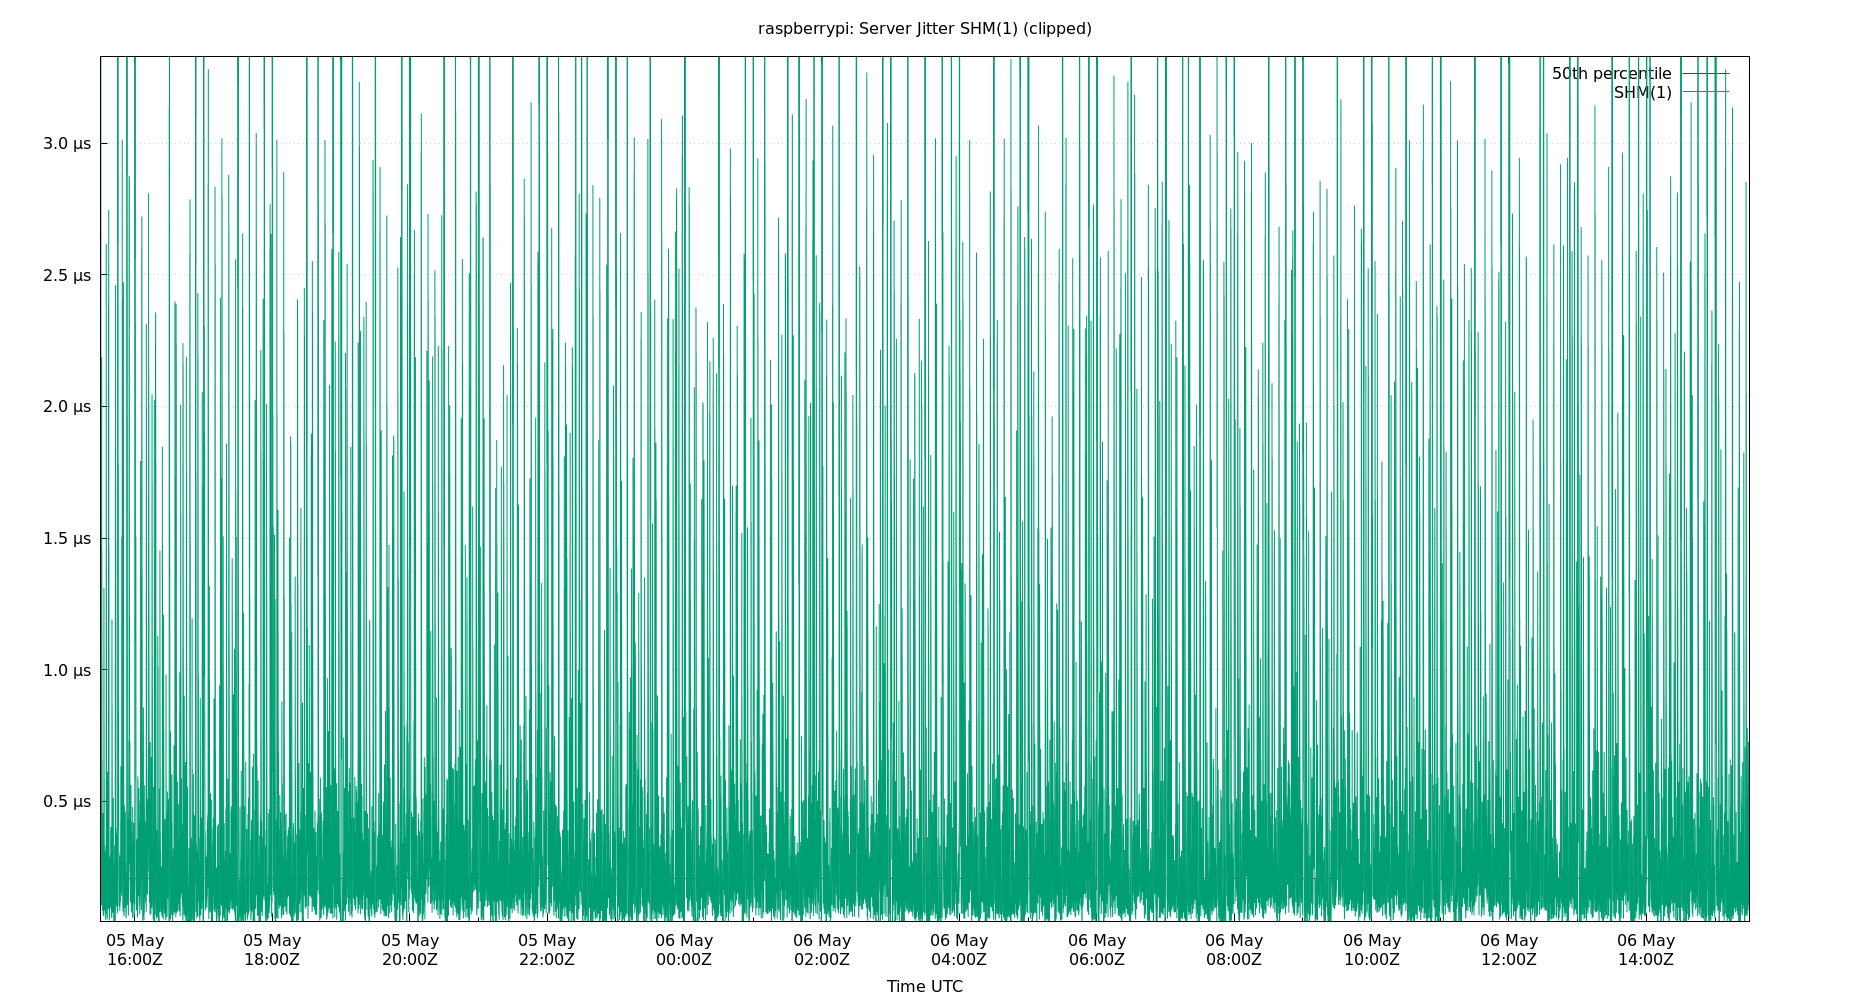 raspberrypi: Server Jitter SHM(1) (clipped)
50th percentile
SHM(1)
3.0 µs
2.5 µs
2.0 µs
1.5 µs
1.0 µs
0.5 µs
05 May 05 May 05 May 05 May 06 May 06 May 06 May 06 May 06 May 06 May 06 May 06 May
16:00Z 18:00Z 20:00Z 22:00Z 00:00Z 02:00Z 04:00Z 06:00Z 08:00Z 10:00Z 12:00Z 14:00Z
Time UTC